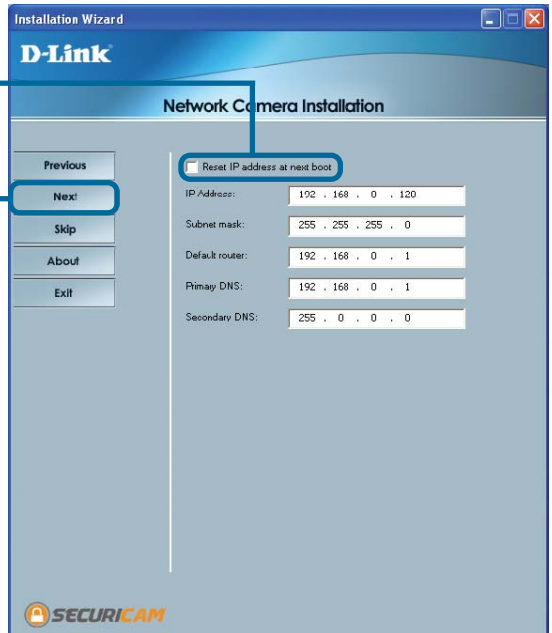 Installation Wizard
D-Link
Network Camera Installation
Previous
Next
Skip
About
Exit
Reset IP address at next boot
IP Address: 192 . 168 . 0 . 120
Subnet mask: 255 . 255 . 255 . 0
Default router: 192 . 168 . 0 . 1
Primary DNS: 192 . 168 . 0 . 1
Secondary DNS: 255 . 0 . 0 . 0
SECURICAM